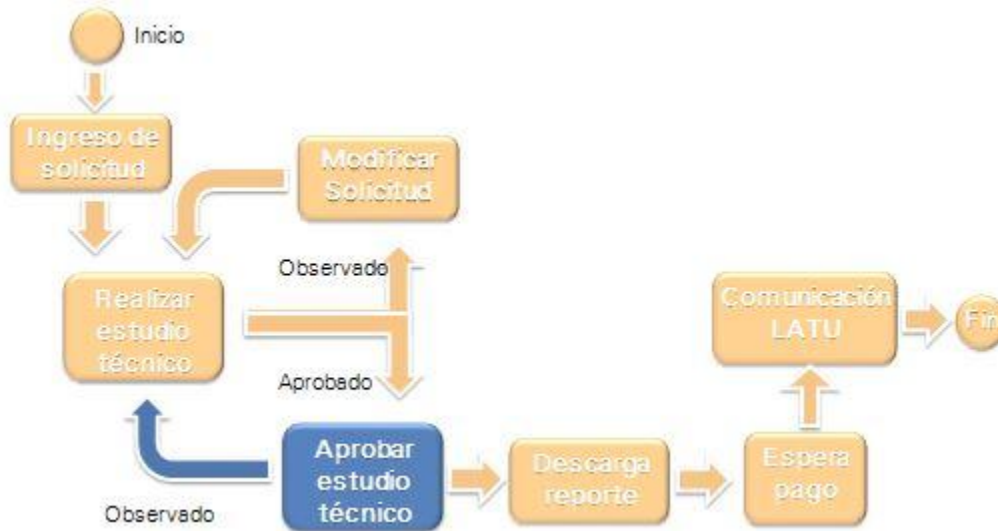 Inicio
Ingreso de
solicitud
Modificar
Solicitud
Observado
Realizar
estudio
técnico
Comunicación
LATU
Fin
Aprobado
Aprobar
estudio
técnico
Descarga
reporte
Espera
pago
Observado